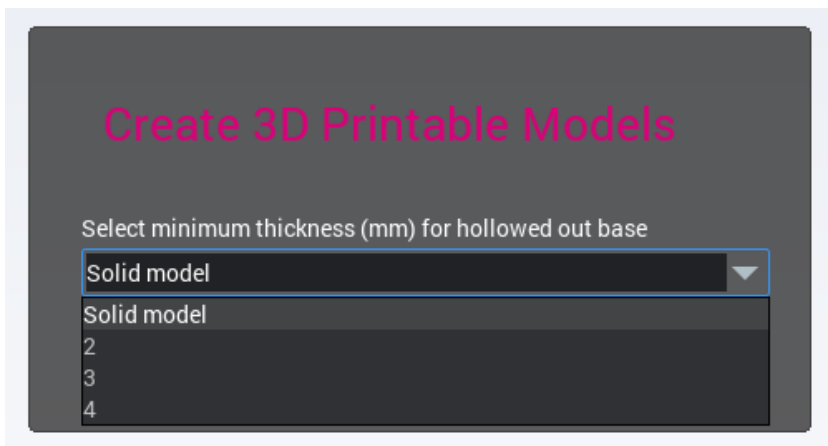 Create 3D Printable Models
Select minimum thickness (mm) for hollowed out base
Solid model
Solid model
2
3
4